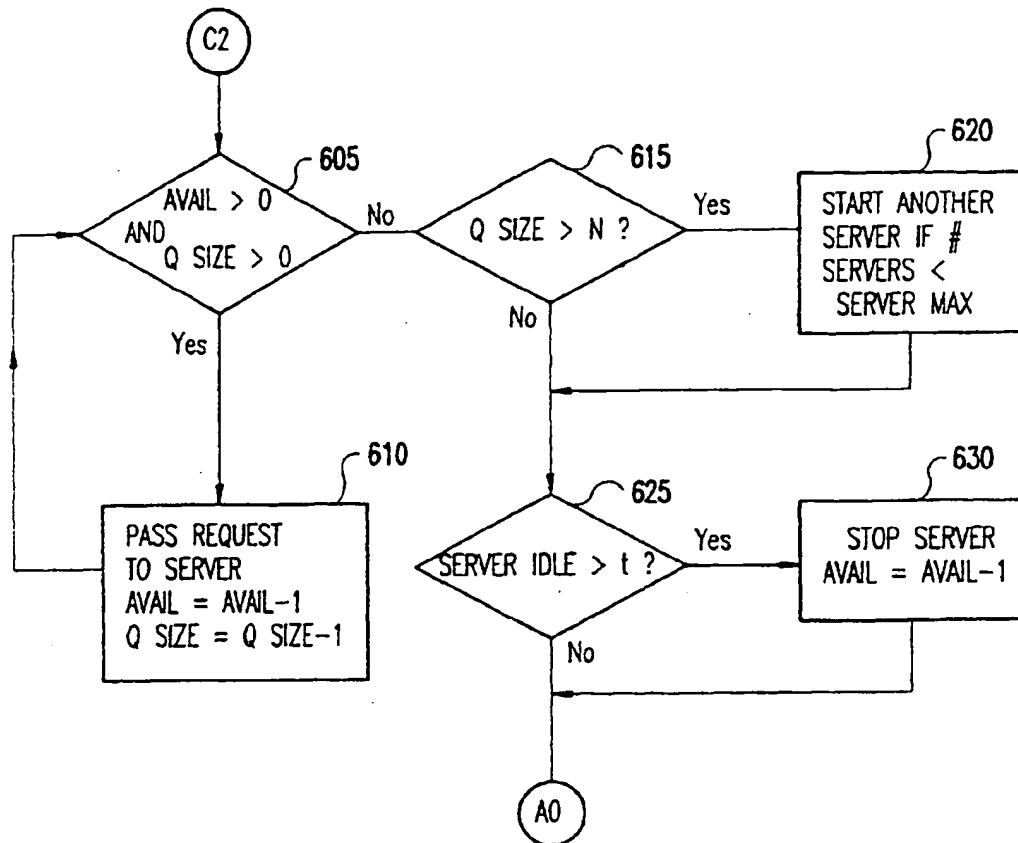 C2
605
AVAIL > 0
AND
Q SIZE > 0
No
Yes
615
Q SIZE > N ?
Yes
No
620
START ANOTHER
SERVER IF #
SERVERS <
SERVER MAX
610
PASS REQUEST
TO SERVER
AVAIL = AVAIL-1
Q SIZE = Q SIZE-1
625
SERVER IDLE > t ?
Yes
No
630
STOP SERVER
AVAIL = AVAIL-1
A0